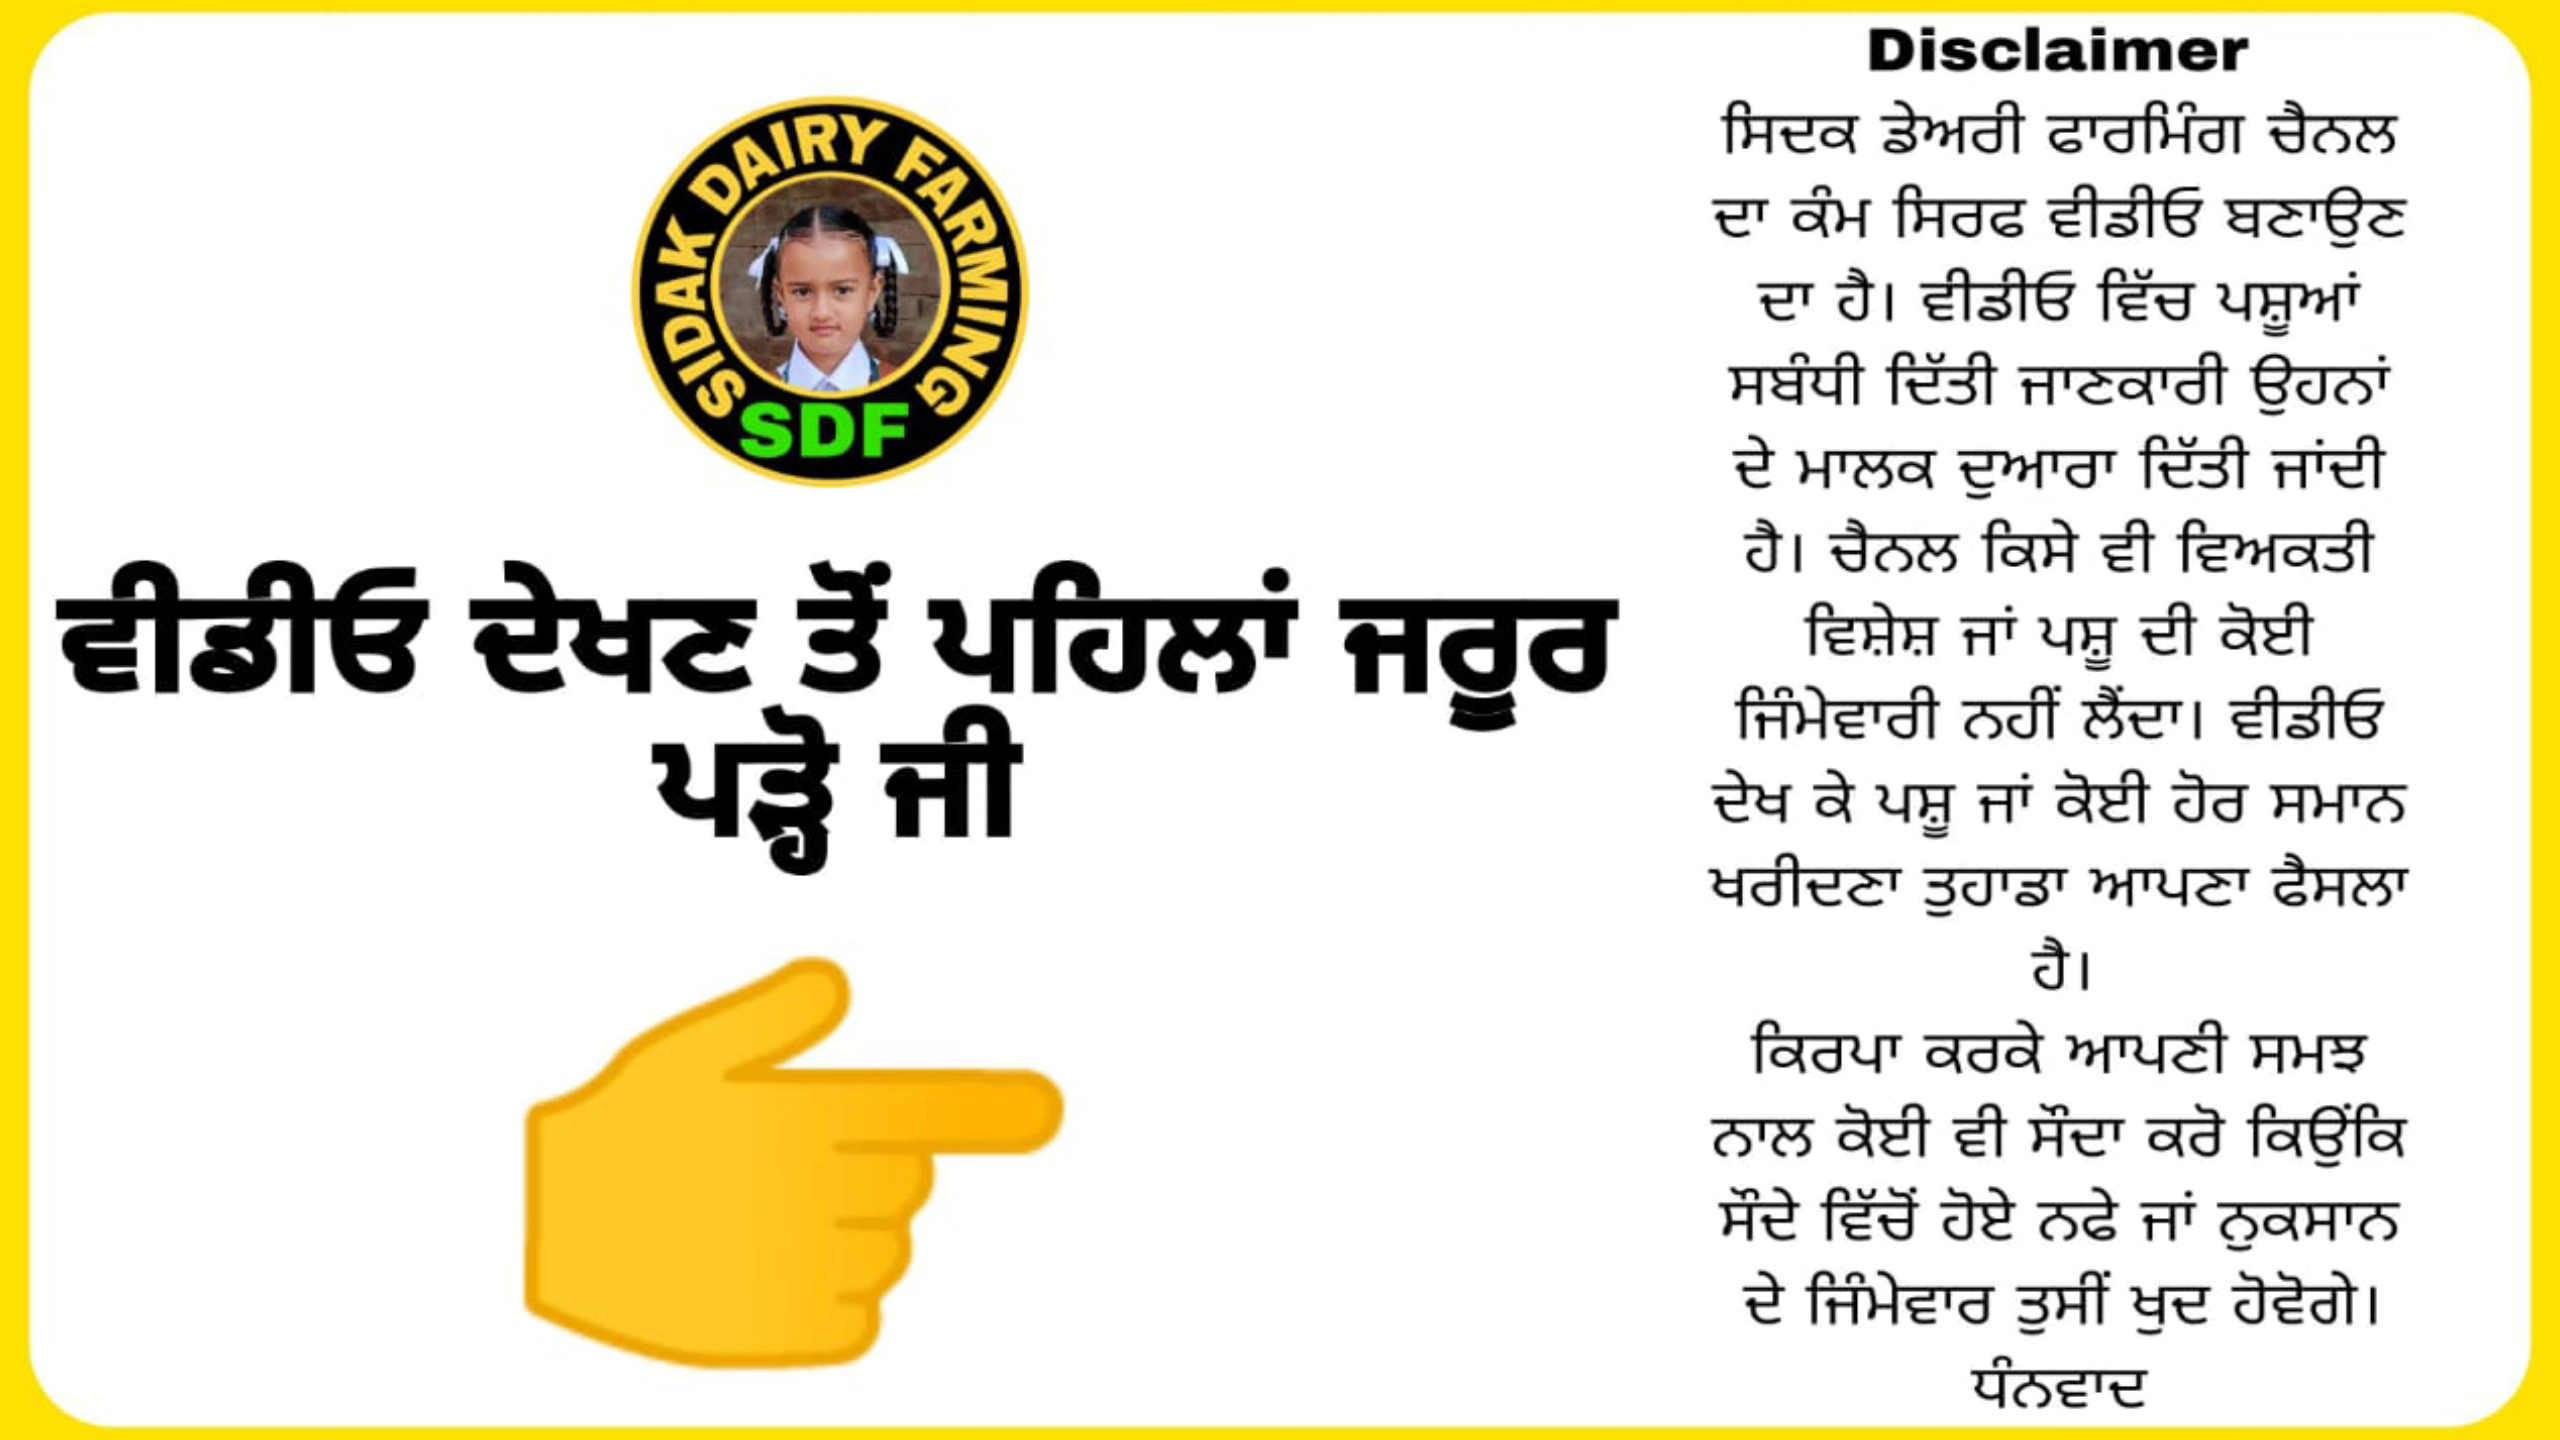 SIDAK DAIRY FARMING
SDF
ਵੀਡੀਓ ਦੇਖਣ ਤੋਂ ਪਹਿਲਾਂ ਜਰੂਰ
ਪੜ੍ਹੋ ਜੀ
Disclaimer
ਸਿਦਕ ਡੇਅਰੀ ਫਾਰਮਿੰਗ ਚੈਨਲ
ਦਾ ਕੰਮ ਸਿਰਫ ਵੀਡੀਓ ਬਣਾਉਣ
ਦਾ ਹੈ। ਵੀਡੀਓ ਵਿੱਚ ਪਸ਼ੂਆਂ
ਸਬੰਧੀ ਦਿੱਤੀ ਜਾਣਕਾਰੀ ਉਹਨਾਂ
ਦੇ ਮਾਲਕ ਦੁਆਰਾ ਦਿੱਤੀ ਜਾਂਦੀ
ਹੈ। ਚੈਨਲ ਕਿਸੇ ਵੀ ਵਿਅਕਤੀ
ਵਿਸ਼ੇਸ਼ ਜਾਂ ਪਸ਼ੂ ਦੀ ਕੋਈ
ਜਿੰਮੇਵਾਰੀ ਨਹੀਂ ਲੈਂਦਾ। ਵੀਡੀਓ
ਦੇਖ ਕੇ ਪਸ਼ੂ ਜਾਂ ਕੋਈ ਹੋਰ ਸਮਾਨ
ਖਰੀਦਣਾ ਤੁਹਾਡਾ ਆਪਣਾ ਫੈਸਲਾ
ਹੈ।
ਕਿਰਪਾ ਕਰਕੇ ਆਪਣੀ ਸਮਝ
ਨਾਲ ਕੋਈ ਵੀ ਸੌਦਾ ਕਰੋ ਕਿਉਂਕਿ
ਸੌਦੇ ਵਿੱਚੋਂ ਹੋਏ ਨਫੇ ਜਾਂ ਨੁਕਸਾਨ
ਦੇ ਜਿੰਮੇਵਾਰ ਤੁਸੀਂ ਖੁਦ ਹੋਵੋਗੇ।
ਧੰਨਵਾਦ